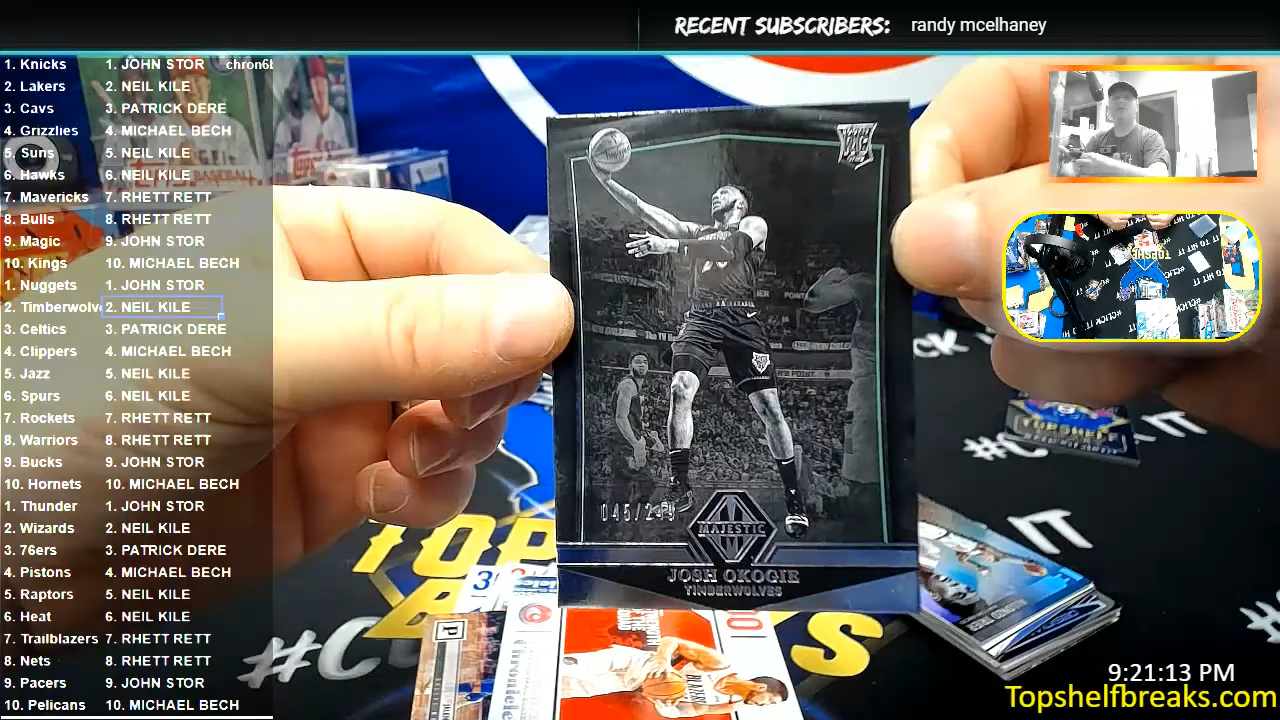 RECENT SUBSCRIBERS: randy mcelhaney
1. Knicks 1. JOHN STOR chron6b
2. Lakers 2. NEIL KILE
3. Cavs 3. PATRICK DERE
4. Grizzlies 4. MICHAEL BECH
5. Suns 5. NEIL KILE
6. Hawks 6. NEIL KILE
7. Mavericks 7. RHETT RETT
8. Bulls 8. RHETT RETT
9. Magic 9. JOHN STOR
10. Kings 10. MICHAEL BECH
1. Nuggets 1. JOHN STOR
2. Timberwolv 2. NEIL KILE
3. Celtics 3. PATRICK DERE
4. Clippers 4. MICHAEL BECH
5. Jazz 5. NEIL KILE
6. Spurs 6. NEIL KILE
7. Rockets 7. RHETT RETT
8. Warriors 8. RHETT RETT
9. Bucks 9. JOHN STOR
10. Hornets 10. MICHAEL BECH
1. Thunder 1. JOHN STOR
2. Wizards 2. NEIL KILE
3. 76ers 3. PATRICK DERE
4. Pistons 4. MICHAEL BECH
5. 5. NEIL KILE
6. 6. NEIL KILE
7. Trailblazers 7. RHETT RETT
8. Nets 8. RHETT RETT
9. 9. JOHN STOR
10. Pelicans 10. MICHAEL BECH
MAJESTIC
JOSH OKOGIE
TIMBERWOLVES
#C
IT
9:21:13 PM
Topshelfbreaks.com